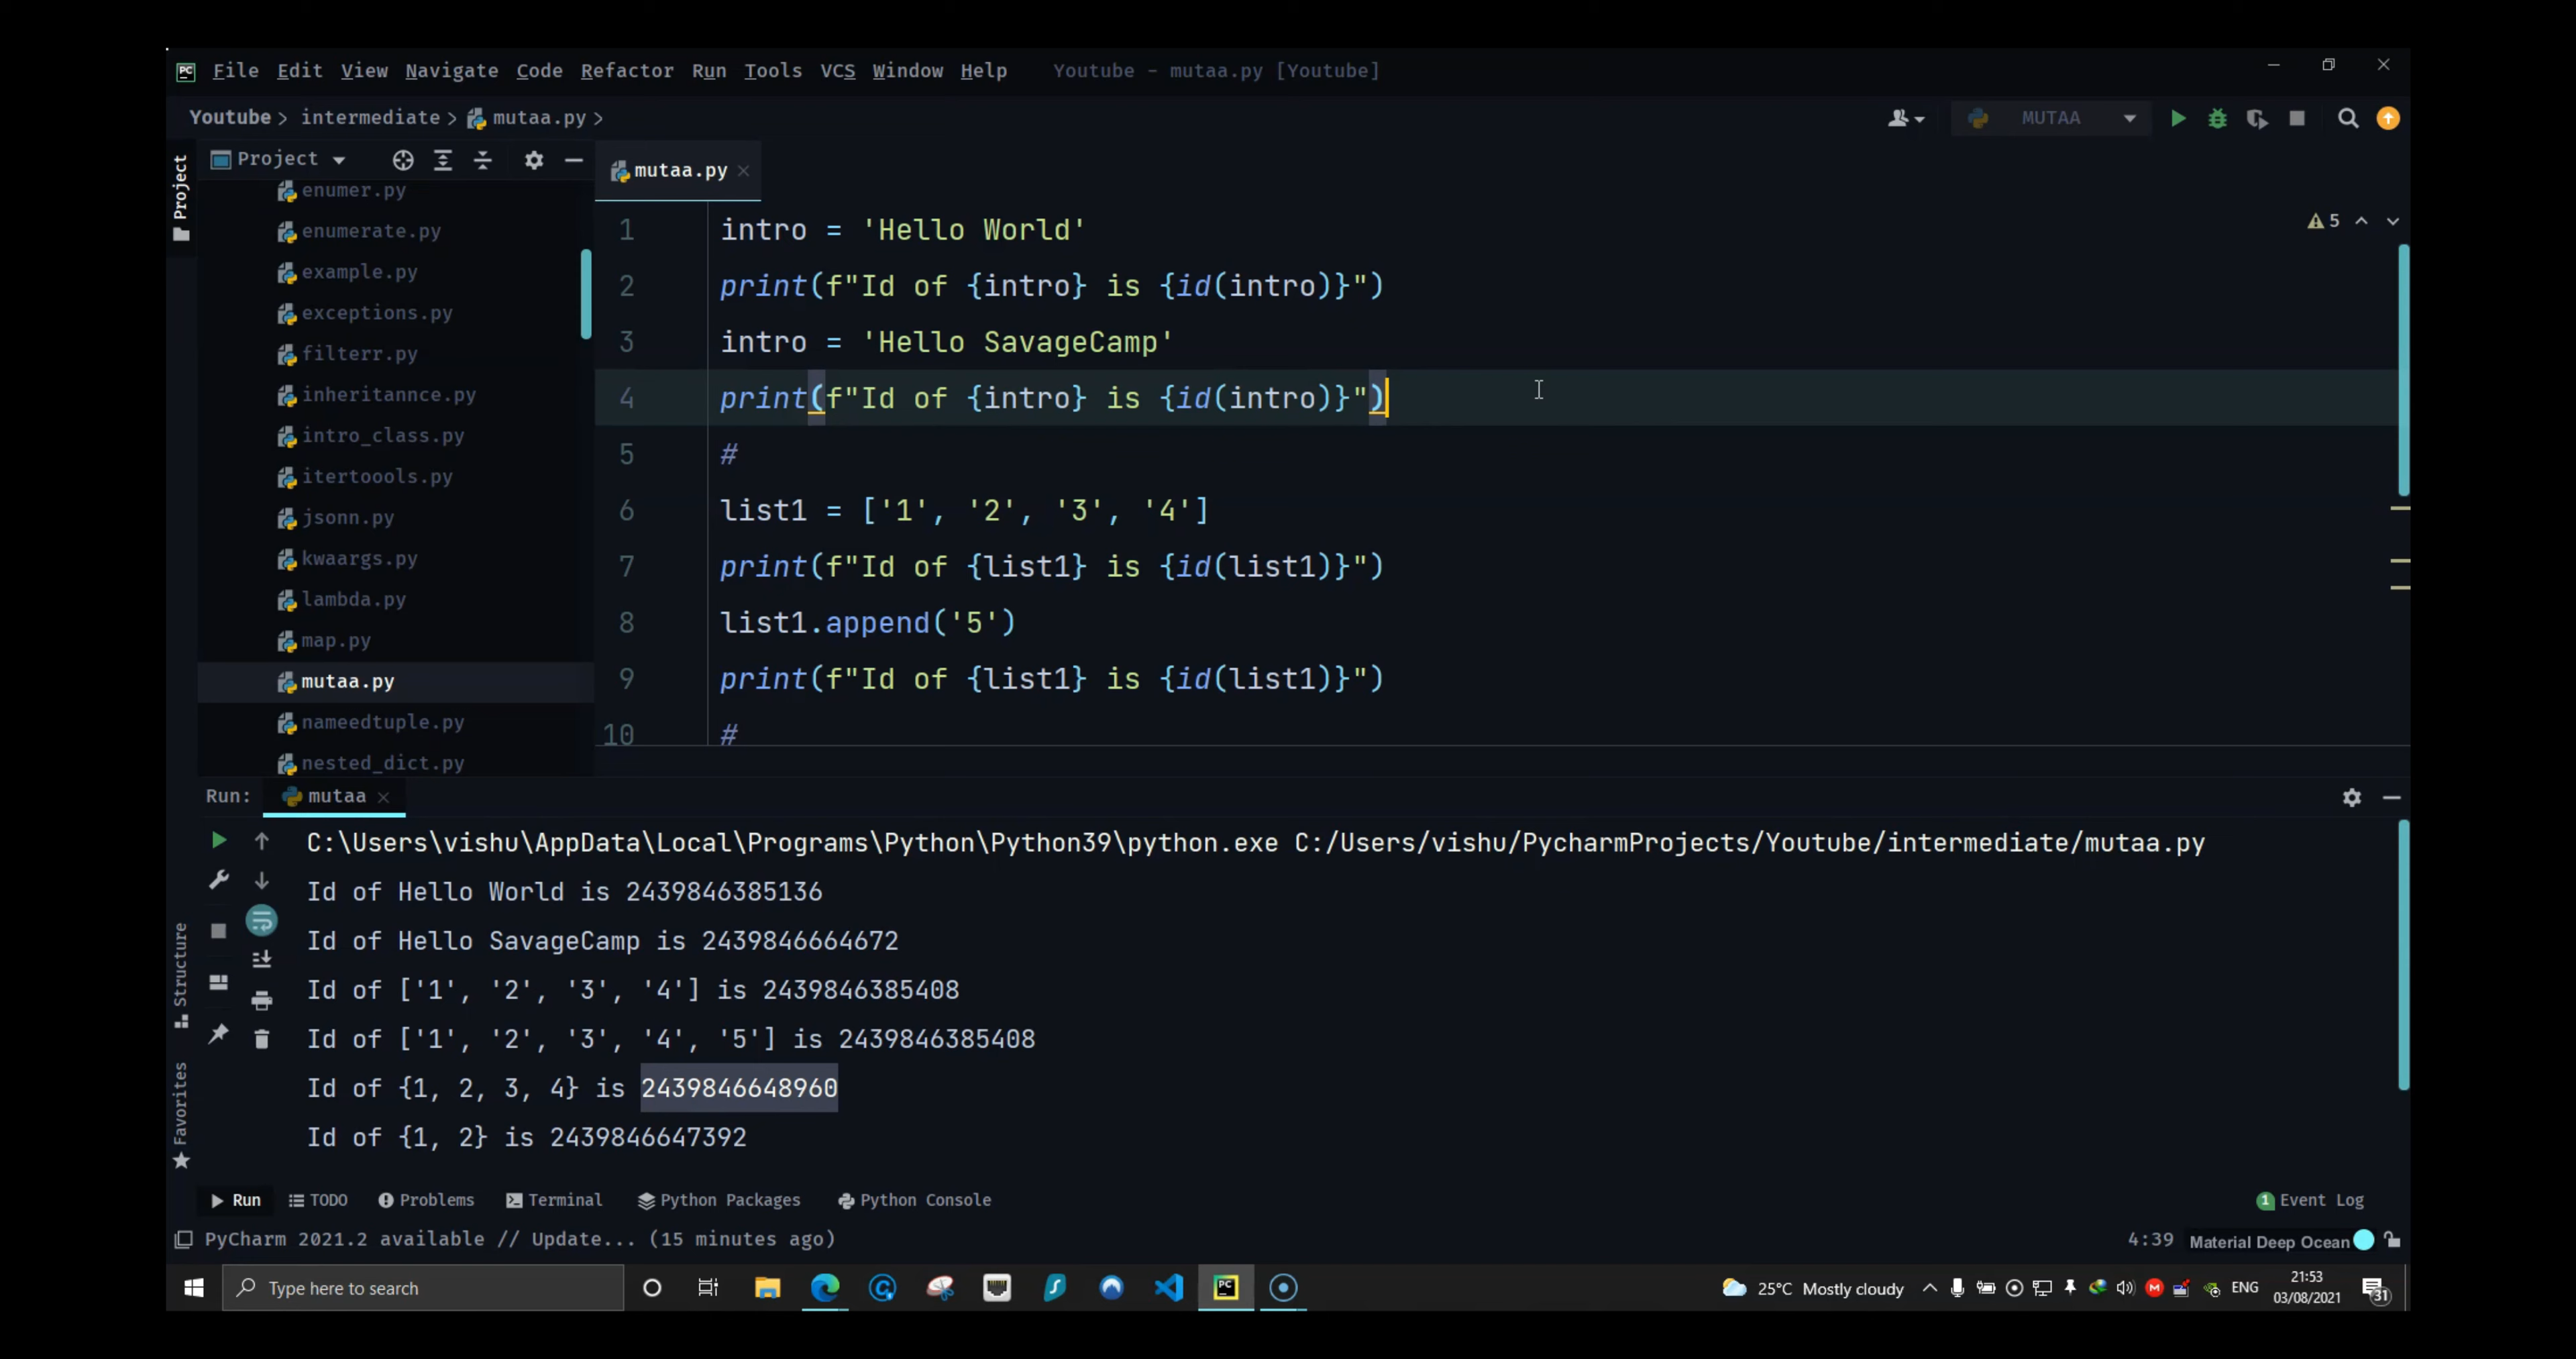 PC File Edit View Navigate Code Refactor Run Tools VCS Window Help Youtube - mutaa.py [Youtube]
Youtube > intermediate > mutaa.py >
MUTAA
Project
Project
mutaa.py
enumer.py
enumerate.py
example.py
exceptions.py
filterr.py
inheritannce.py
intro_class.py
itertoools.py
jsonn.py
kwaargs.py
lambda.py
map.py
mutaa.py
nameedtuple.py
nested_dict.py
5
1 intro = 'Hello World'
2 print(f"Id of {intro} is {id(intro)}")
3 intro = 'Hello SavageCamp'
4 print(f"Id of {intro} is {id(intro)}")
5 #
6 list1 = ['1', '2', '3', '4']
7 print(f"Id of {list1} is {id(list1)}")
8 list1.append('5')
9 print(f"Id of {list1} is {id(list1)}")
10 #
Run: mutaa
C:\Users\vishu\AppData\Local\Programs\Python\Python39\python.exe C:/Users/vishu/PycharmProjects/Youtube/intermediate/mutaa.py
Id of Hello World is 2439846385136
Id of Hello SavageCamp is 2439846664672
Id of ['1', '2', '3', '4'] is 2439846385408
Id of ['1', '2', '3', '4', '5'] is 2439846385408
Id of {1, 2, 3, 4} is 2439846648960
Id of {1, 2} is 2439846647392
Structure
Favorites
Run TODO Problems Terminal Python Packages Python Console 1 Event Log
PyCharm 2021.2 available // Update... (15 minutes ago) 4:39 Material Deep Ocean
Type here to search PC 25°C Mostly cloudy M ENG 21:53
03/08/2021 31